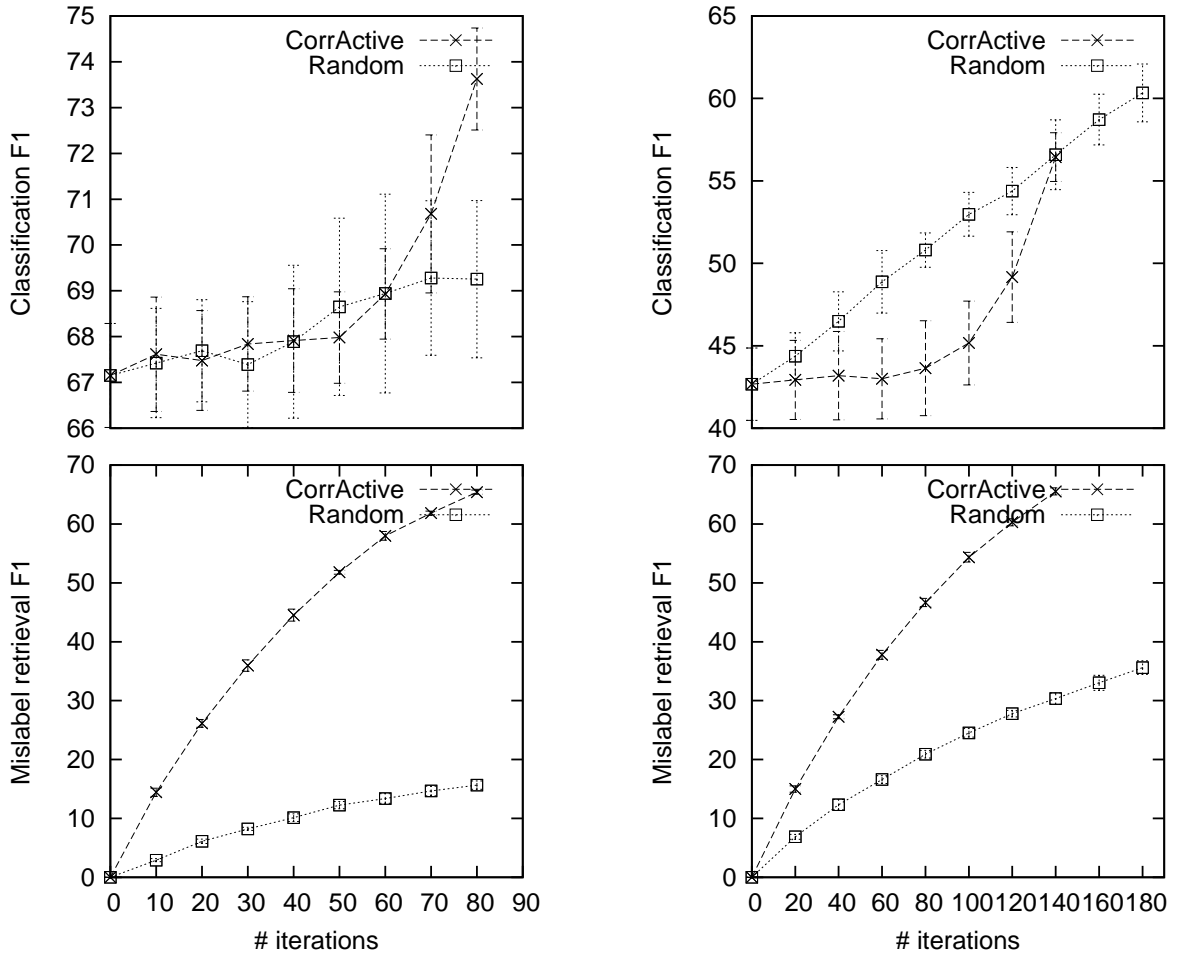 75
74
73
72
71
70
69
68
67
66
Classification F1
CorrActive
Random
65
60
55
50
45
40
Classification F1
CorrActive
Random
70
60
50
40
30
20
10
0
Mislabel retrieval F1
CorrActive
Random
0 10 20 30 40 50 60 70 80 90
# iterations
70
60
50
40
30
20
10
0
Mislabel retrieval F1
CorrActive
Random
0 20 40 60 80 100 120 140 160 180
# iterations